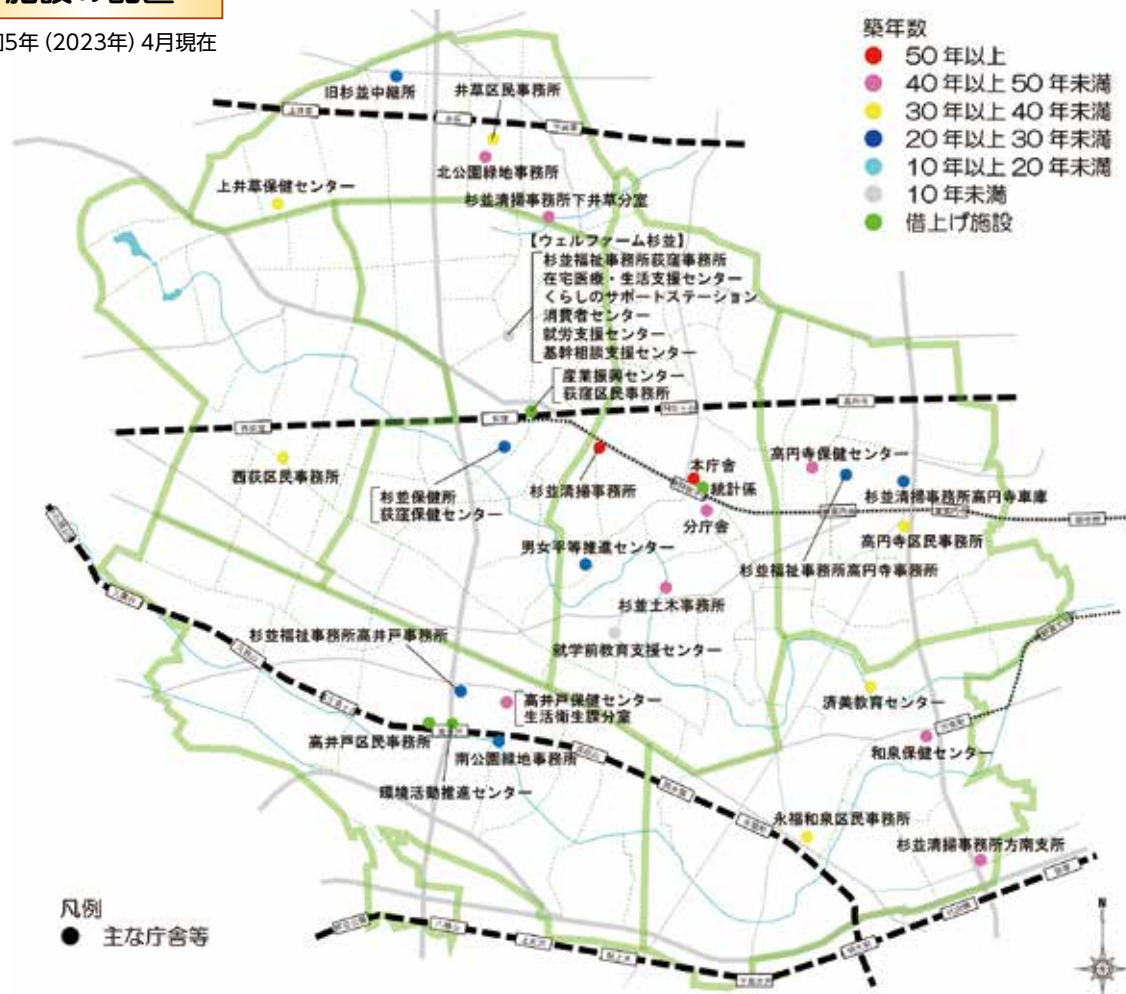 施設の配置
5年 (2023年) 4月現在
築年数
50年以上
40年以上50年未満
30年以上40年未満
20年以上30年未満
10年以上20年未満
10年未満
借上げ施設
旧杉並中継所
井草区民事務所
北公園緑地事務所
上井草保健センター
杉並清掃事務所下井草分室
【ウェルファーム杉並】
杉並福祉事務所荻窪事務所
在宅医療・生活支援センター
くらしのサポートステーション
消費者センター
就労支援センター
基幹相談支援センター
産業振興センター
荻窪区民事務所
西荻区民事務所
杉並保健所
荻窪保健センター
杉並清掃事務所
本庁舎
統計係
分庁舎
高円寺保健センター
杉並清掃事務所高円寺車庫
高円寺区民事務所
杉並福祉事務所高円寺事務所
男女平等推進センター
杉並土木事務所
就学前教育支援センター
杉並福祉事務所高井戸事務所
高井戸保健センター
生活衛生課分室
高井戸区民事務所
南公園緑地事務所
環境活動推進センター
済美教育センター
和泉保健センター
永福和泉区民事務所
杉並清掃事務所方南支所
凡例
主な庁舎等
N